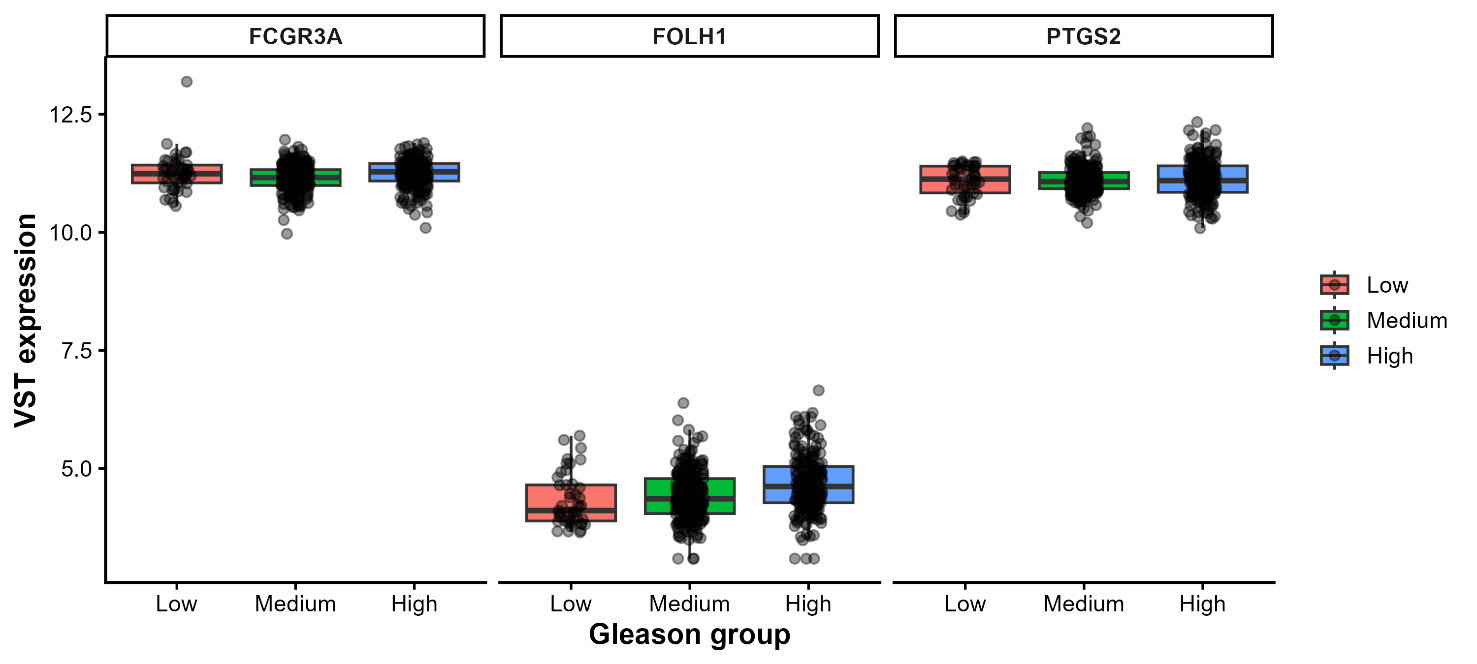 FCGR3A FOLH1 PTGS2
12.5
10.0
7.5
5.0
VST expression
Low Medium High Low Medium High Low Medium High
Gleason group
Low
Medium
High